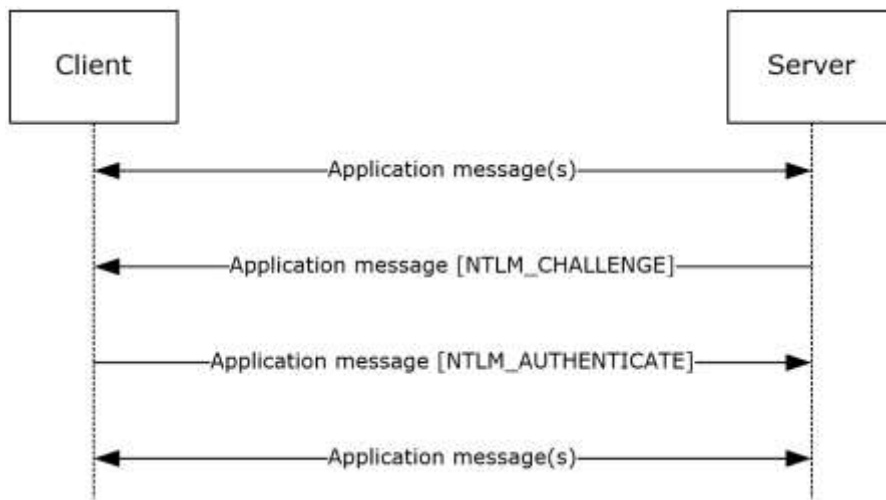 Client
Server
Application message(s)
Application message [NTLM_CHALLENGE]
Application message [NTLM_AUTHENTICATE]
Application message(s)